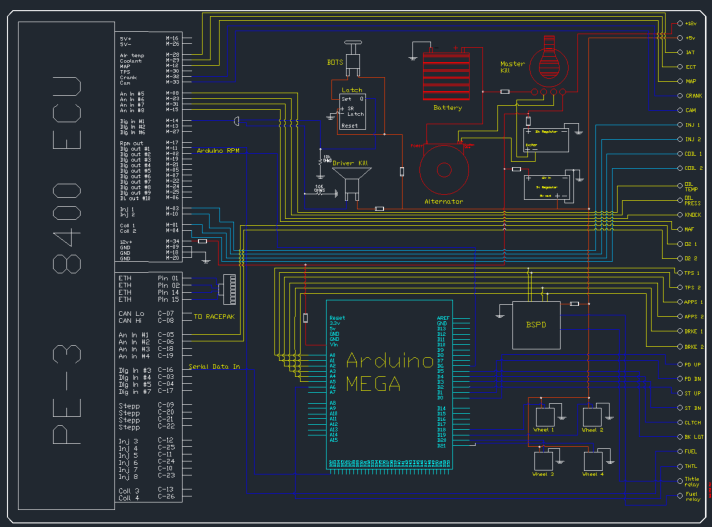 PE 3 8400 ECU
5V+ M-16
5V- M-26
Air temp M-28
Coolant M-29
MAP M-12
TPS M-30
Crank M-32
Cam M-33
An in #5
An in #6
An in #7 M-31
An in #8 M-15
Dig in #1 M-14
Dig in #2 M-13
Dig in #6 M-27
Rpm out M-17
Dig out #1 M-11
Dig out #2
Dig out #3 M-19
Dig out #4 M-21
Dig out #5 M-05
Dig out #6 M-07
Dig out #7 M-22
Dig out #8 M-24
Dig out #9 M-25
Di out #10 M-06
Inj 1 M-03
Inj 2 M-10
Coil 1 M-01
Coil 2 M-04
12v+ M-34
GND M-09
GND M-18
GND M-20
ETH Pin 01
ETH Pin 02
ETH Pin 14
ETH Pin 15
CAN Lo C-07
CAN Hi C-08
An in #1 C-05
An in #2 C-06
An in #3 C-18
An in #4 C-19
Dig in #3 C-16
Dig in #4 C-03
Dig in #5 C-04
Dig in #7 C-17
Stepp C-09
Stepp C-20
Stepp C-21
Stepp C-22
Inj 3 C-12
Inj 4 C-25
Inj 5 C-11
Inj 6 C-24
Inj 7 C-10
Inj 8 C-23
Coil 3 C-13
Coil 4 C-26
Arduino RPM
TO RACEPAK
Serial Data In
BOTS
Latch
Set Q
SR
Latch
Reset
Driver Kill
Battery
Master
Kill
Alternator
Arduino
MEGA
Reset
3.3v
5v
GND
GND
Vin
A0
A1
A2
A3
A4
A5
A6
A7
A8
A9
A10
A11
A12
A13
A14
A15
AREF
GND
D13
D12
D11
D10
D9
D8
D7
D6
D5
D4
D3
D2
D1
D0
D14
D15
D16
D17
D18
D19
D20
D21
BSPD
Wheel 1
Wheel 2
Wheel 3
Wheel 4
+12v
+5v
IAT
ECT
MAP
CRANK
CAM
INJ 1
INJ 2
COIL 1
COIL 2
OIL
TEMP
OIL
PRESS
KNOCK
MAF
O2 1
O2 2
TPS 1
TPS 2
APPS 1
APPS 2
BRKE 1
BRKE 2
PD UP
PD DN
ST UP
ST DN
CLTCH
BK LGT
FUEL
THTL
Thtle
relay
Fuel
relay